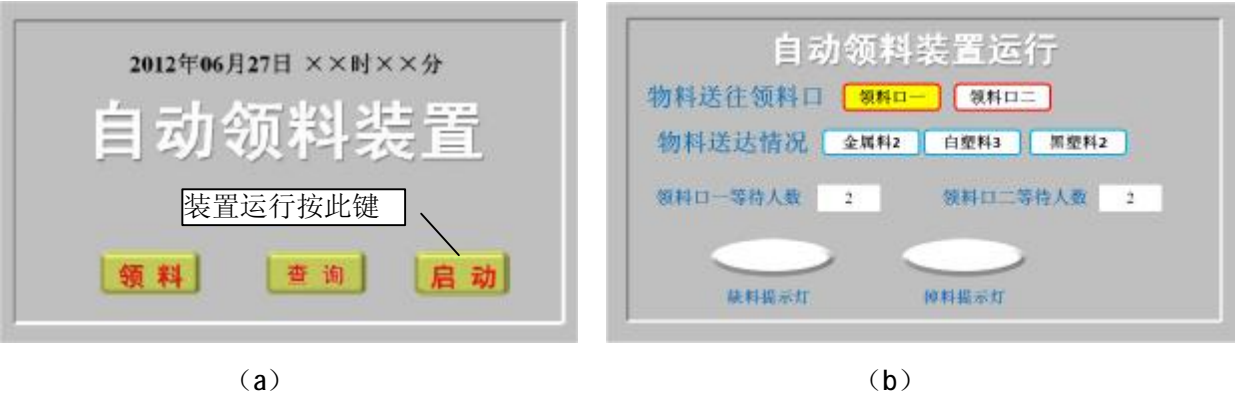 2012年06月27日 ××时××分
自动领料装置
装置运行按此键
领 料
查 询
启 动
(a)
自动领料装置运行
物料送往领料口 领料口一 领料口二
物料送达情况 金属料2 白塑料3 黑塑料2
领料口一等待人数 2 领料口二等待人数 2
缺料提示灯 掉料提示灯
(b)